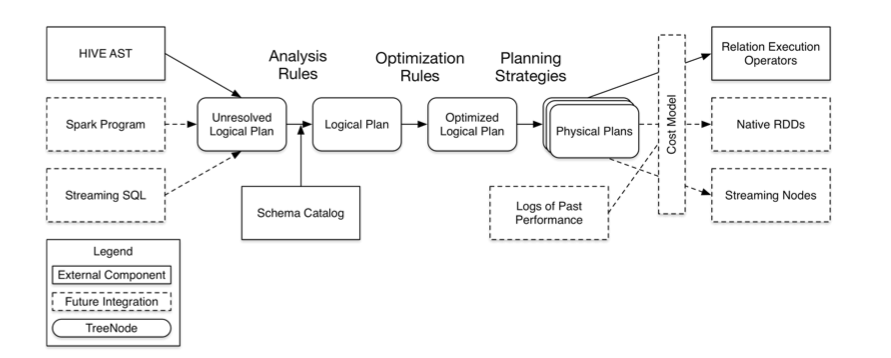 HIVE AST
Spark Program
Streaming SQL
Analysis
Rules
Optimization
Rules
Planning
Strategies
Unresolved
Logical Plan
Logical Plan
Optimized
Logical Plan
Physical Plans
Cost Model
Relation Execution
Operators
Native RDDs
Streaming Nodes
Schema Catalog
Logs of Past
Performance
Legend
External Component
Future Integration
TreeNode